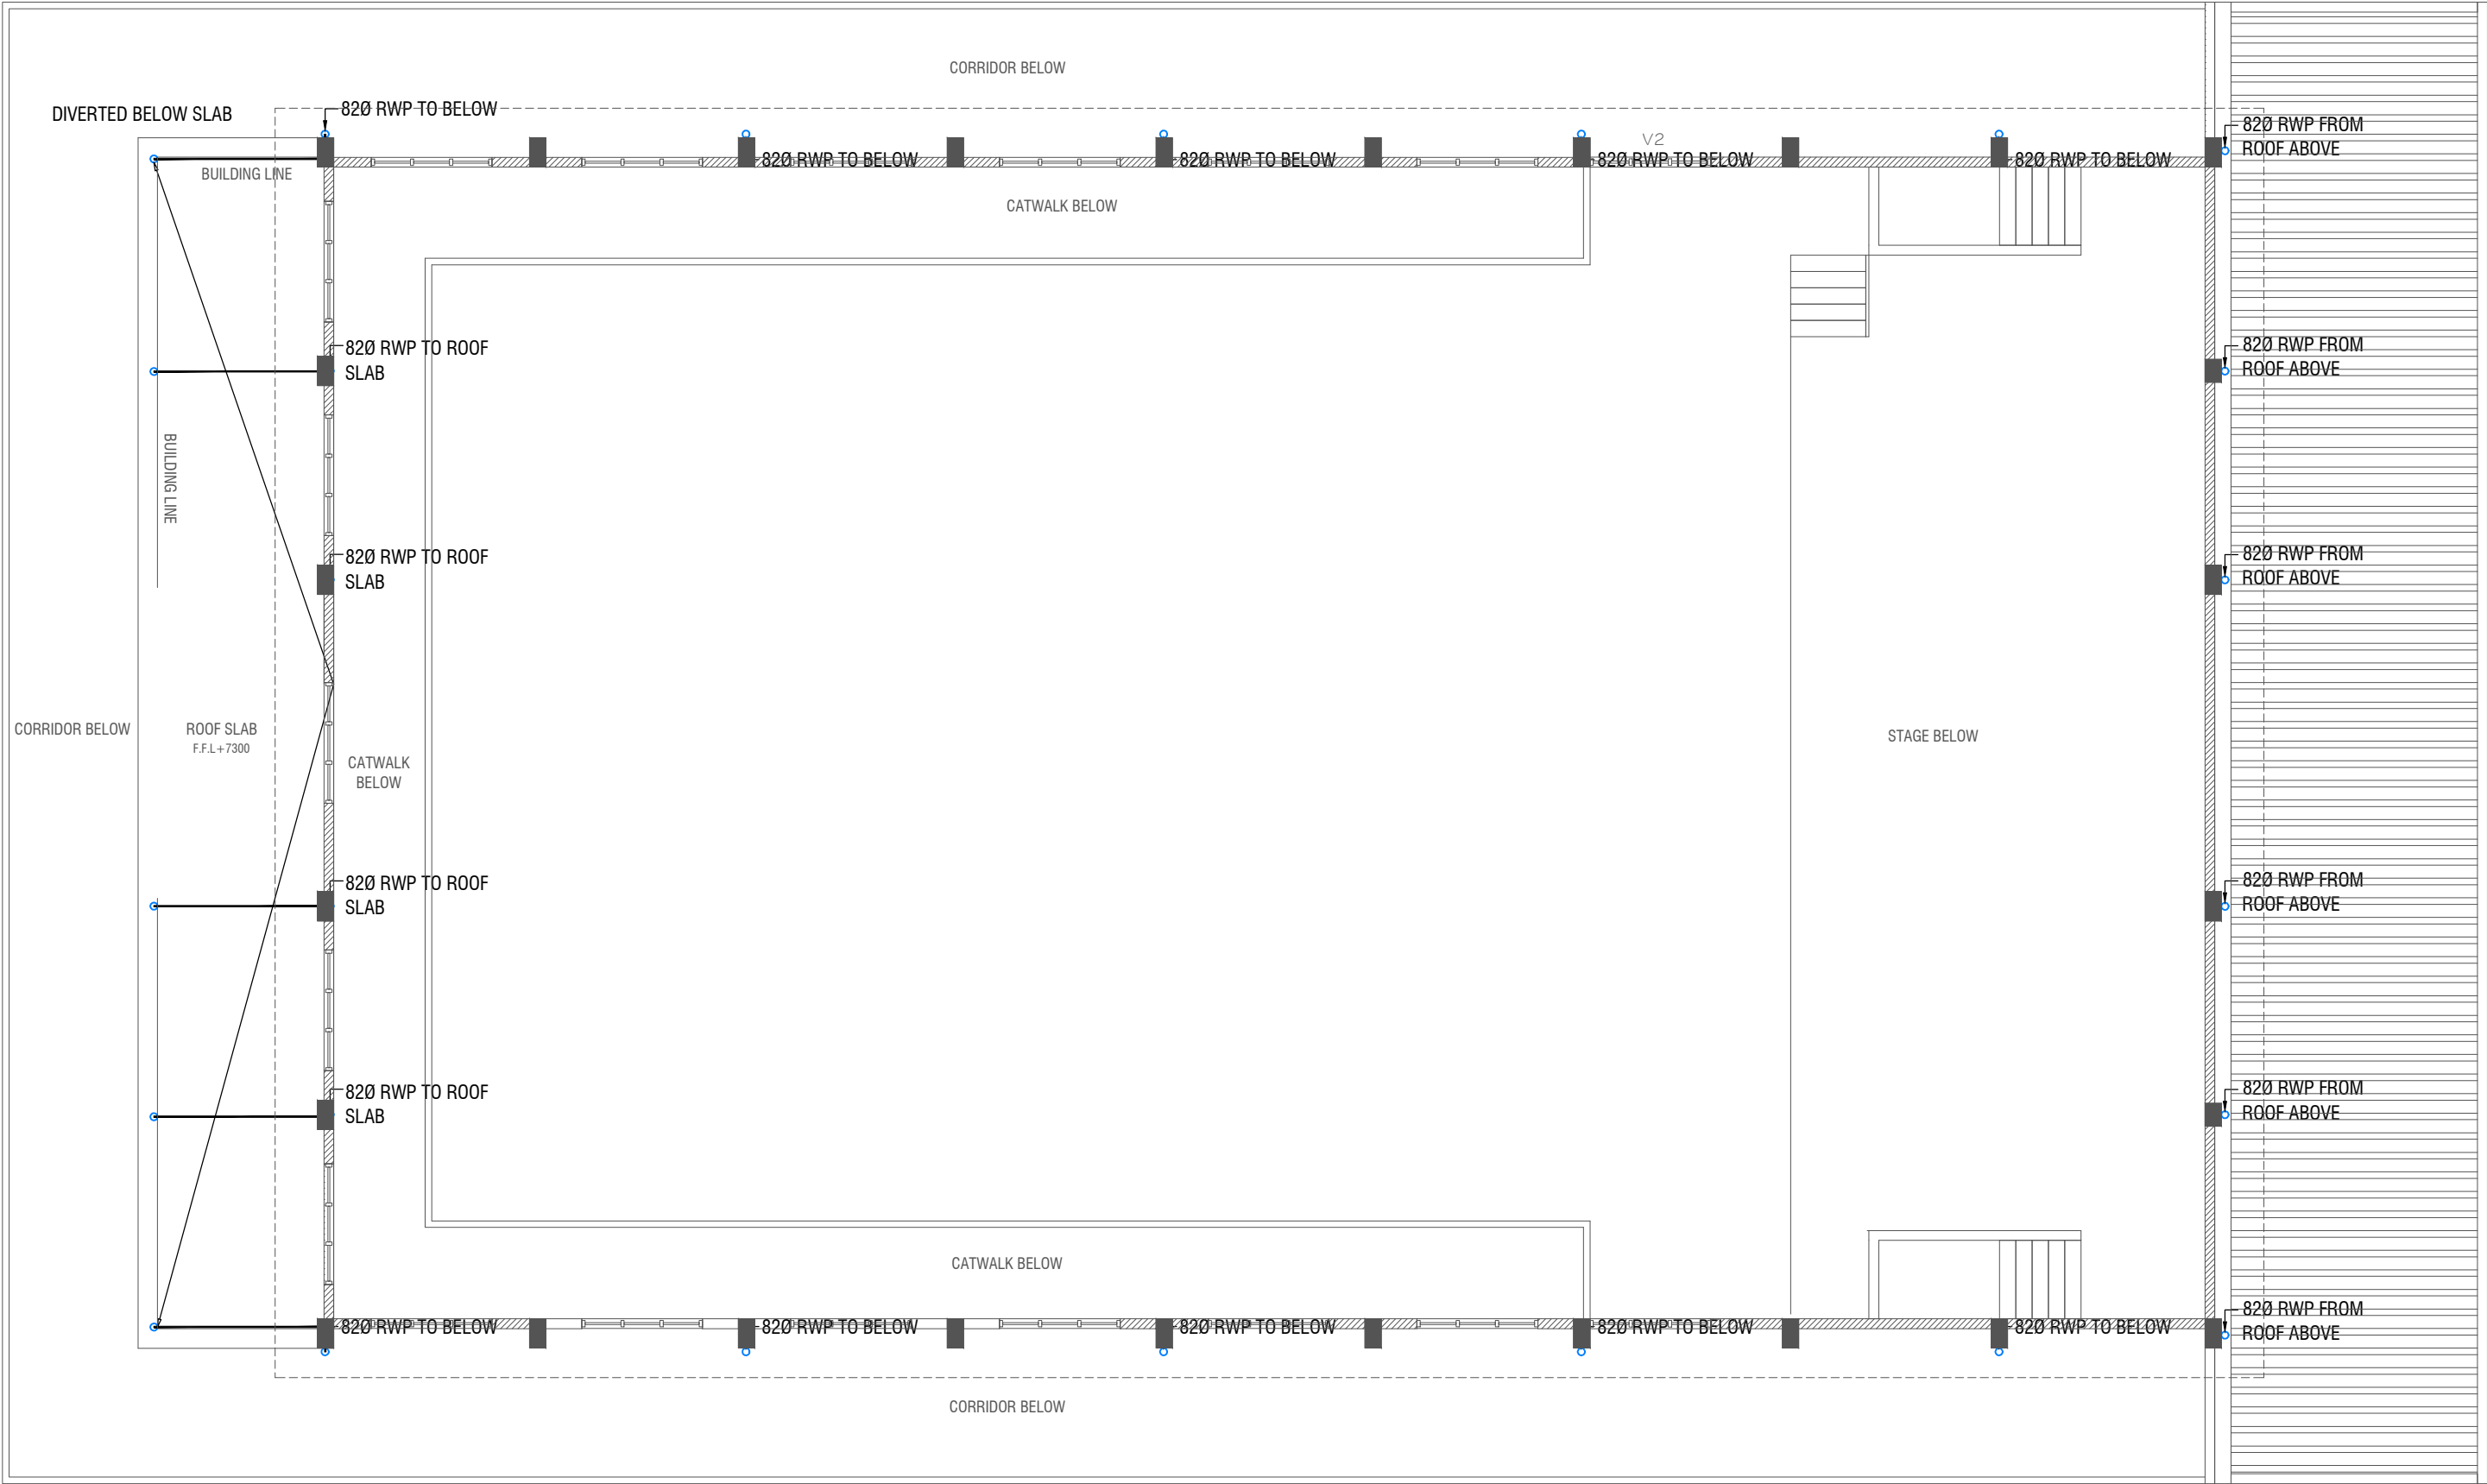 CORRIDOR BELOW
DIVERTED BELOW SLAB
82Ø RWP TO BELOW
82Ø RWP FROM
ROOF ABOVE
V2
82Ø RWP TO BELOW
82Ø RWP TO BELOW
82Ø RWP TO BELOW
82Ø RWP TO BELOW
BUILDING LINE
CATWALK BELOW
82Ø RWP TO ROOF
SLAB
82Ø RWP FROM
ROOF ABOVE
BUILDING LINE
82Ø RWP TO ROOF
SLAB
82Ø RWP FROM
ROOF ABOVE
CORRIDOR BELOW
ROOF SLAB
F.F.L+7300
CATWALK
BELOW
STAGE BELOW
82Ø RWP TO ROOF
SLAB
82Ø RWP FROM
ROOF ABOVE
82Ø RWP TO ROOF
SLAB
82Ø RWP FROM
ROOF ABOVE
CATWALK BELOW
82Ø RWP FROM
ROOF ABOVE
82Ø RWP TO BELOW
82Ø RWP TO BELOW
82Ø RWP TO BELOW
82Ø RWP TO BELOW
82Ø RWP TO BELOW
CORRIDOR BELOW